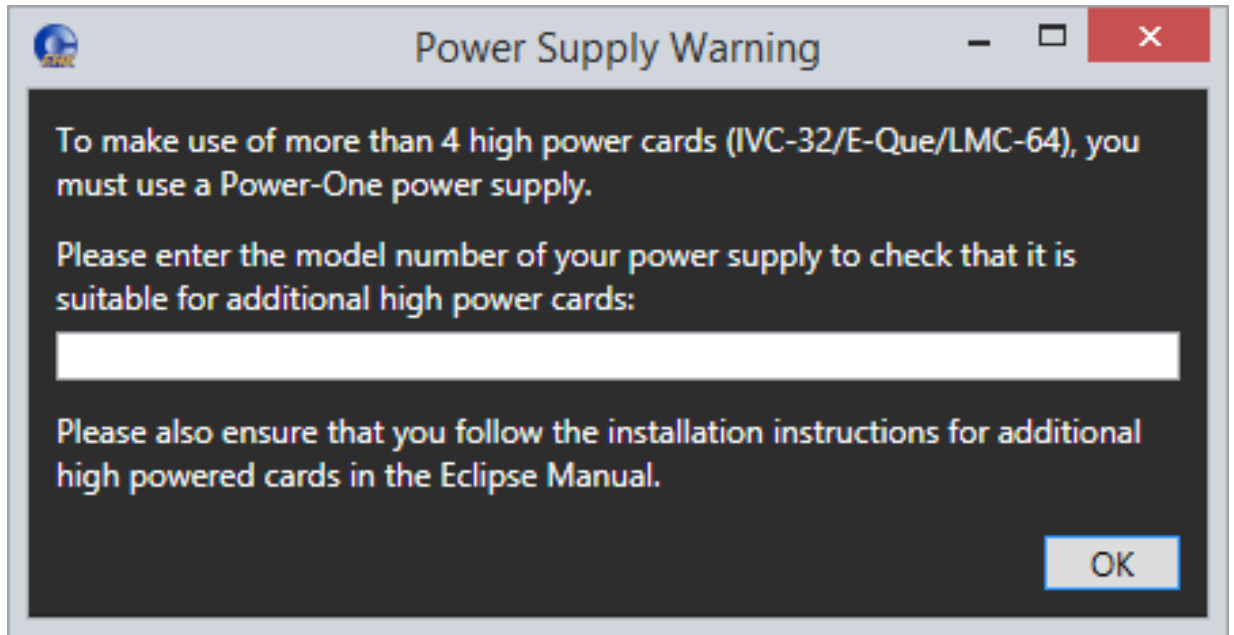 Power Supply Warning
To make use of more than 4 high power cards (IVC-32/E-Que/LMC-64), you
must use a Power-One power supply.
Please enter the model number of your power supply to check that it is
suitable for additional high power cards:
Please also ensure that you follow the installation instructions for additional
high powered cards in the Eclipse Manual.
OK